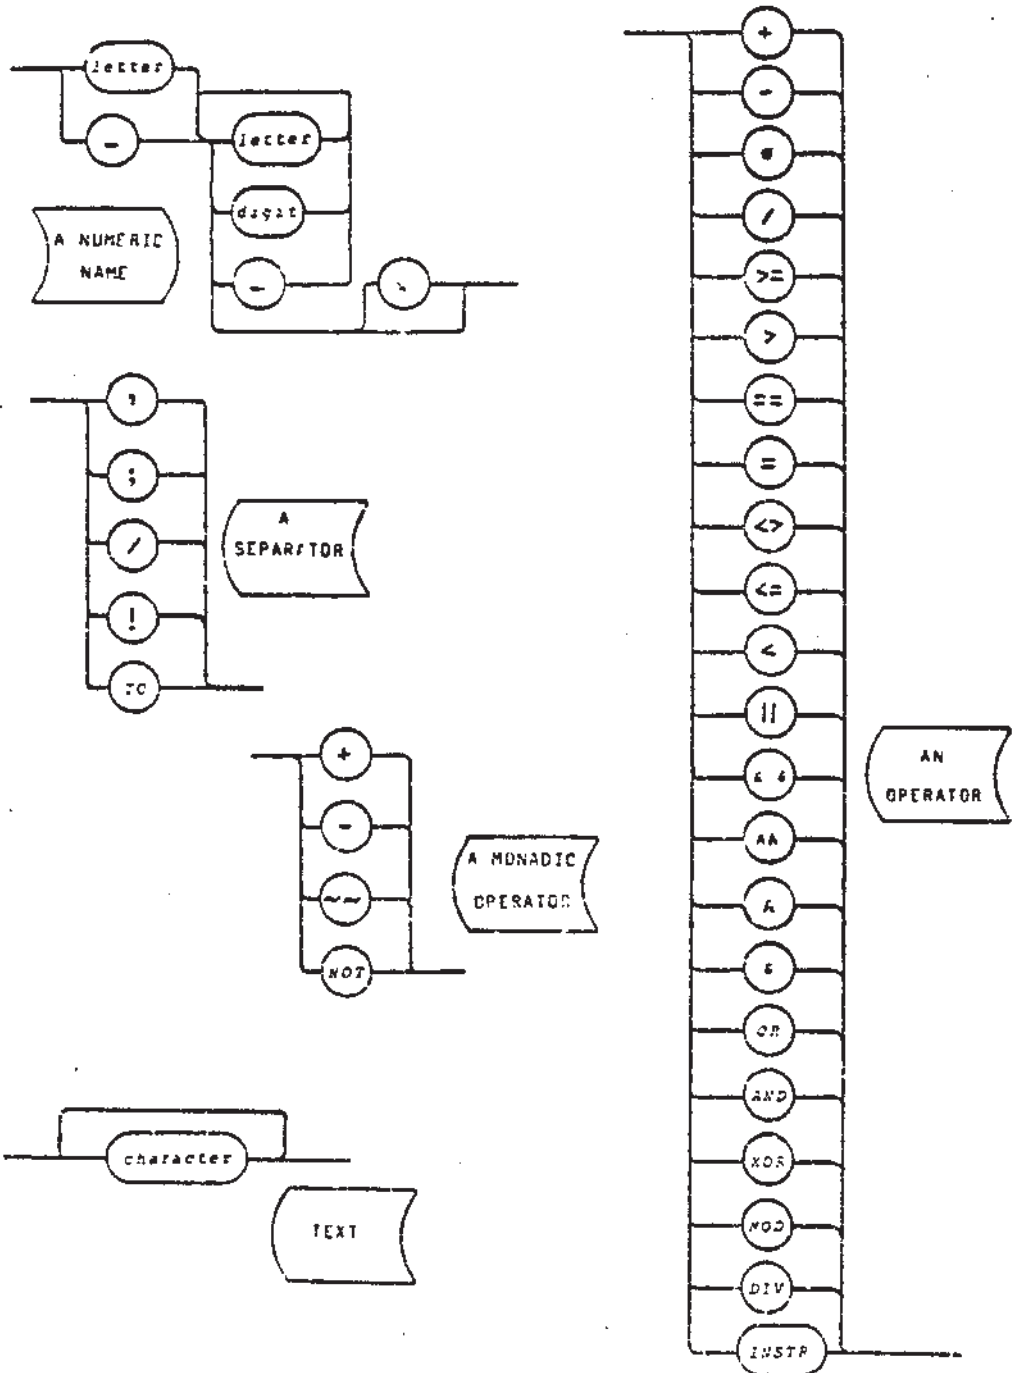 letter
letter
digit
A NUMERIC
NAME
,
;
/
!
TO
A
SEPARATOR
+
-
~~
NOT
A MONADIC
OPERATOR
character
TEXT
+
-
/
>=
>
==
=
<>
<=
<
||
&&
^^
&
OR
AND
XOR
MOD
DIV
INSTR
AN
OPERATOR